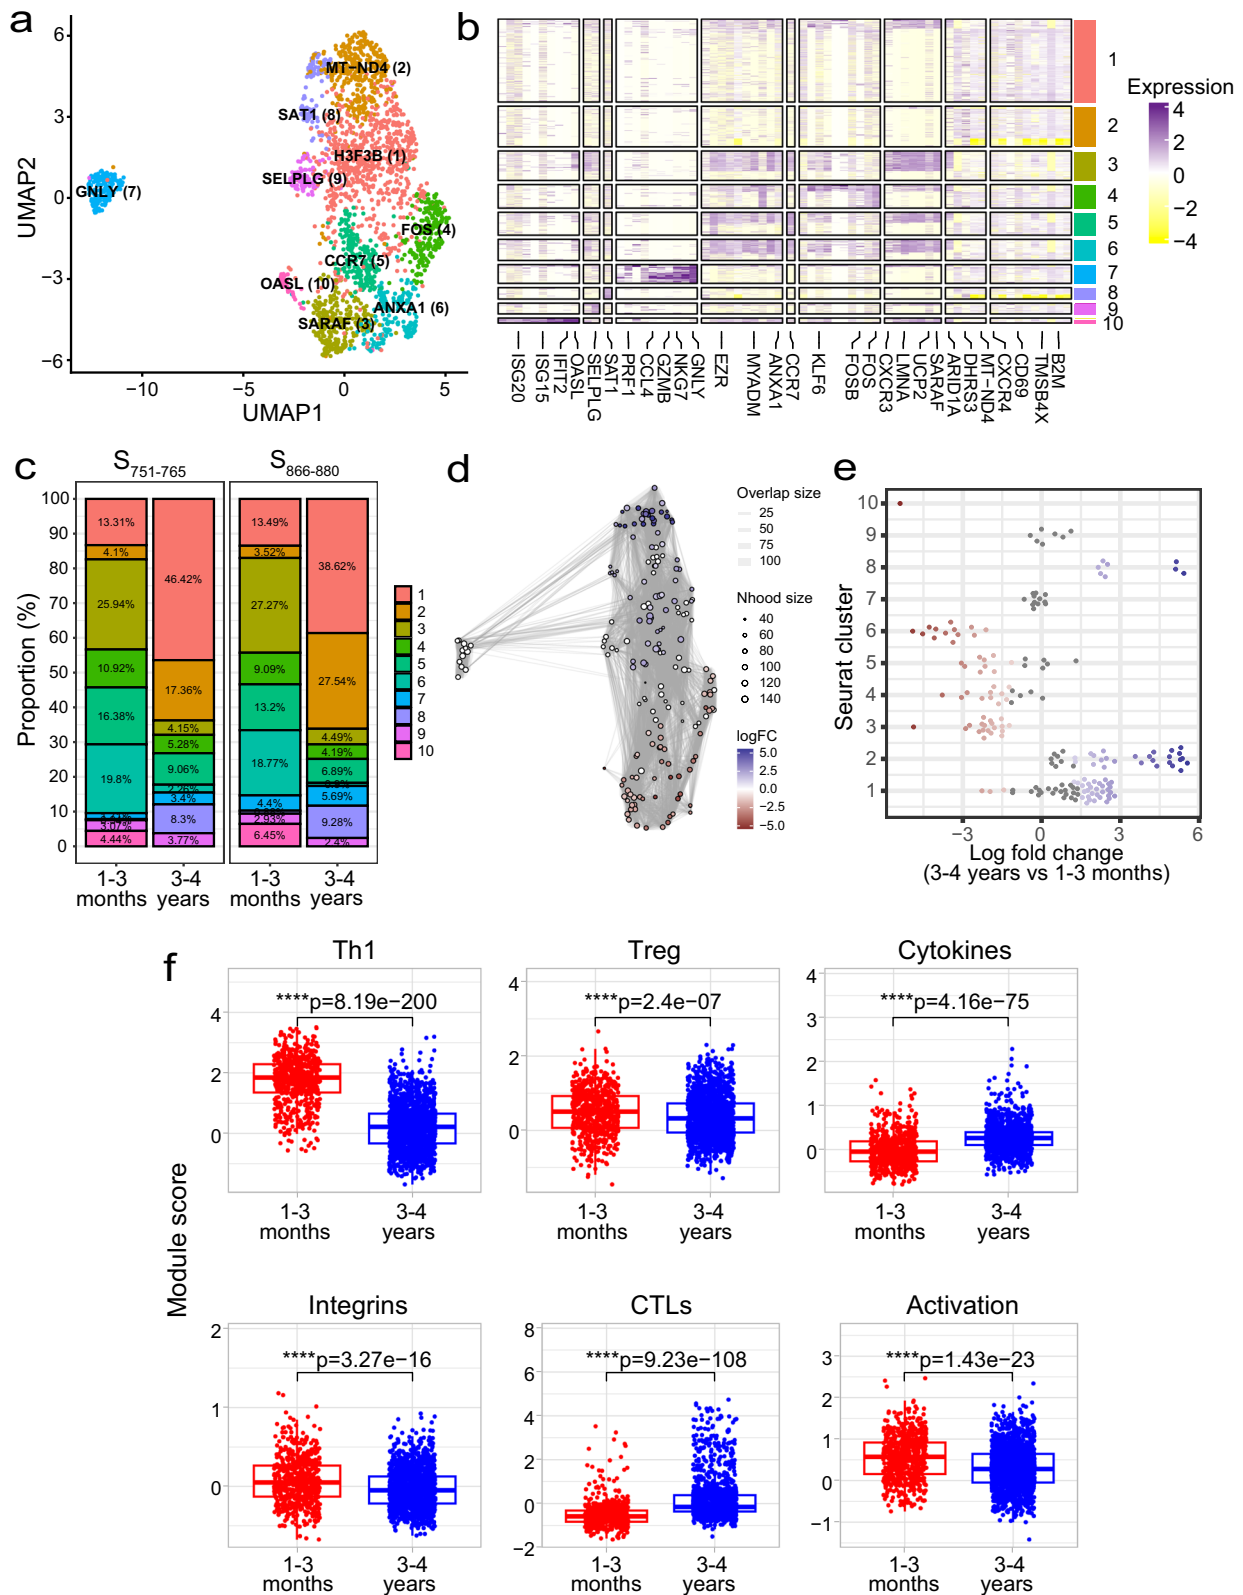 a
6
3
0
−3
−6
UMAP2
−10
−5
0
5
UMAP1
MT−ND4 (2)
SAT1 (8)
H3F3B (1)
SELPLG (9)
GNLY (7)
FOS (4)
CCR7 (5)
OASL (10)
ANXA1 (6)
SARAF (3)
b
1
2
3
4
5
6
7
8
9
10
Expression
4
2
0
−2
−4
ISG20
ISG15
IFIT2
OASL
SELPLG
SAT1
PRF1
CCL4
GZMB
NKG7
GNLY
EZR
MYADM
ANXA1
CCR7
KLF6
FOSB
FOS
CXCR3
LMNA
UCP2
SARAF
ARID1A
DHRS3
MT−ND4
CXCR4
CD69
TMSB4X
B2M
c
S751-765
S866-880
Proportion (%)
100
90
80
70
60
50
40
30
20
10
0
13.31%
4.1%
25.94%
10.92%
16.38%
19.8%
3.07%
4.44%
46.42%
17.36%
4.15%
5.28%
9.06%
2.26%
3.4%
8.3%
3.77%
13.49%
3.52%
27.27%
9.09%
13.2%
18.77%
4.4%
2.93%
6.45%
38.62%
27.54%
4.49%
4.19%
6.89%
5.69%
9.28%
2.4%
1-3
months
3-4
years
1-3
months
3-4
years
1
2
3
4
5
6
7
8
9
10
d
Overlap size
25
50
75
100
Nhood size
40
60
80
100
120
140
logFC
5.0
2.5
0.0
−2.5
−5.0
e
Seurat cluster
10
9
8
7
6
5
4
3
2
1
−3
0
3
6
Log fold change
(3-4 years vs 1-3 months)
f
Module score
Th1
****p=8.19e−200
4
2
0
1-3
months
3-4
years
Treg
****p=2.4e−07
4
2
0
1-3
months
3-4
years
Cytokines
****p=4.16e−75
4
3
2
1
0
1-3
months
3-4
years
Integrins
****p=3.27e−16
2
1
0
1-3
months
3-4
years
CTLs
****p=9.23e−108
8
6
4
2
0
−2
1-3
months
3-4
years
Activation
****p=1.43e−23
3
2
1
0
−1
1-3
months
3-4
years